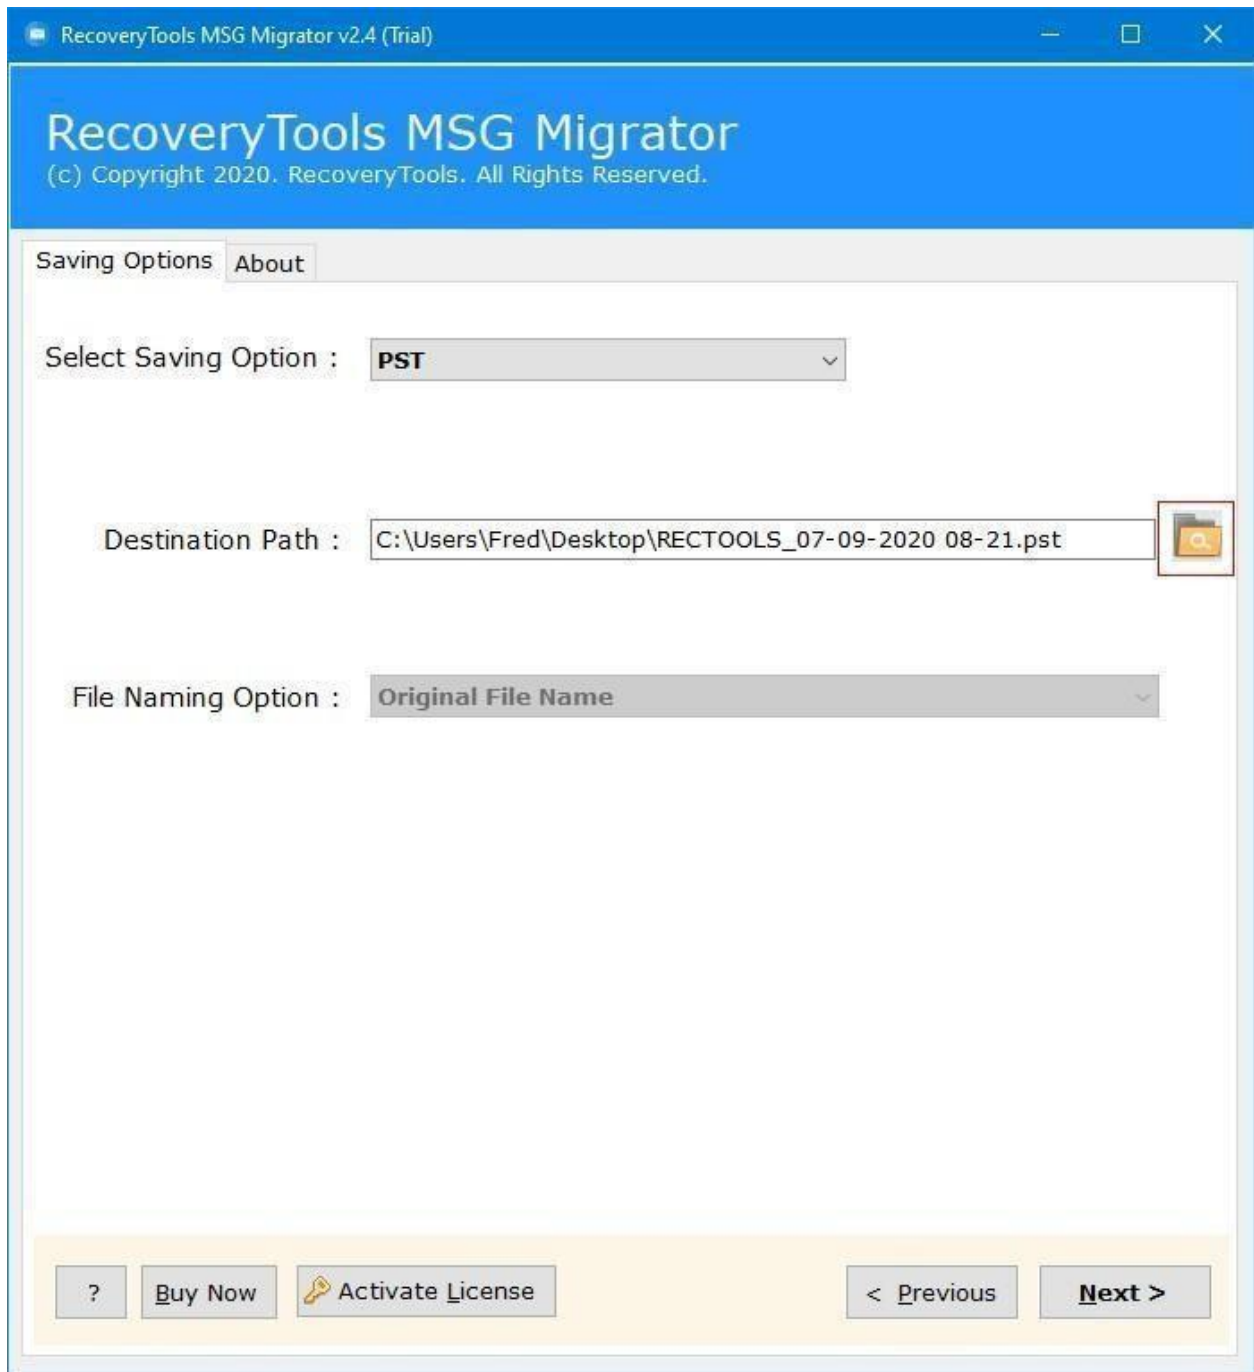 RecoveryTools MSG Migrator v2.4 (Trial)
RecoveryTools MSG Migrator
(c) Copyright 2020. RecoveryTools. All Rights Reserved.
Saving Options About
Select Saving Option : PST
Destination Path : C:\Users\Fred\Desktop\RECTOOLS_07-09-2020 08-21.pst
File Naming Option : Original File Name
? Buy Now Activate License < Previous Next >